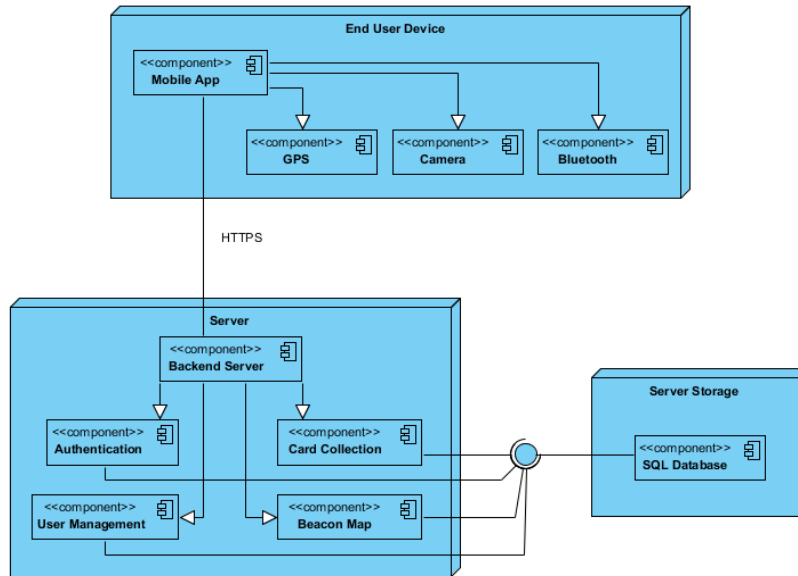 End User Device
<<component>>
Mobile App
<<component>>
GPS
<<component>>
Camera
<<component>>
Bluetooth
HTTPS
Server
<<component>>
Backend Server
<<component>>
Authentication
<<component>>
Card Collection
<<component>>
User Management
<<component>>
Beacon Map
Server Storage
<<component>>
SQL Database